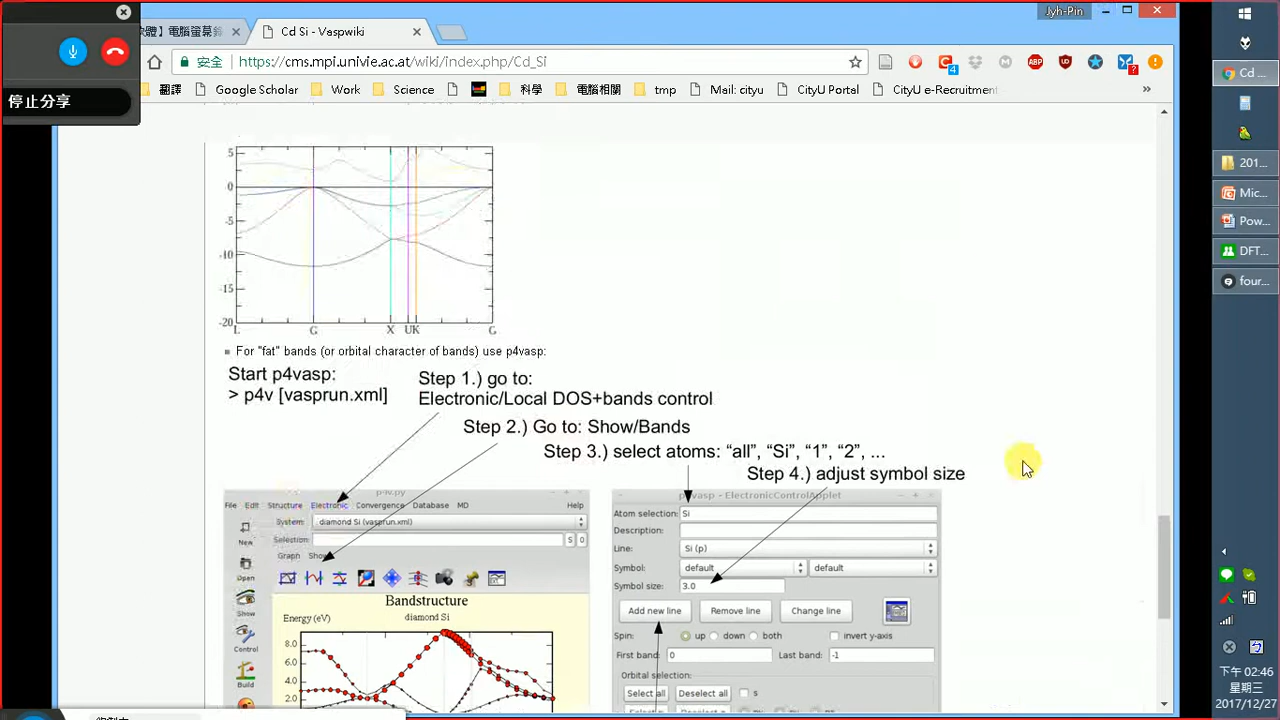 Jyh-Pin
Cd Si - Vaspwiki
安全 https://cms.mpi.univie.ac.at/wiki/index.php/Cd_Si
停止分享
翻譯 Google Scholar Work Science 科學 電腦相關 tmp Mail: cityu CityU Portal CityU e-Recruitment »
5
0
-5
-10
-15
-20
L G X U K G
For "fat" bands (or orbital character of bands) use p4vasp:
Start p4vasp:
> p4v [vasprun.xml]
Step 1.) go to:
Electronic/Local DOS+bands control
Step 2.) Go to: Show/Bands
Step 3.) select atoms: “all”, “Si”, “1”, “2”, ...
Step 4.) adjust symbol size
p4v.py
File Edit Structure Electronic Convergence Database MD Help
System: diamond Si (vasprun.xml)
Selection: S 0
Graph Show
New
Open
Show
Control
Build
Bandstructure
Energy (eV) diamond Si
8.0
7.0
4.0
2.0
p4vasp - ElectronicControlApplet
Atom selection: Si
Description:
Line: Si (p)
Symbol: default default
Symbol size: 3.0
Add new line Remove line Change line
Spin: up down both invert y-axis
First band: 0 Last band: -1
Orbital selection:
Select all Deselect all s
Cd ...
201...
Mic...
Pow...
DFT...
four...
下午 02:46
星期三
2017/12/27